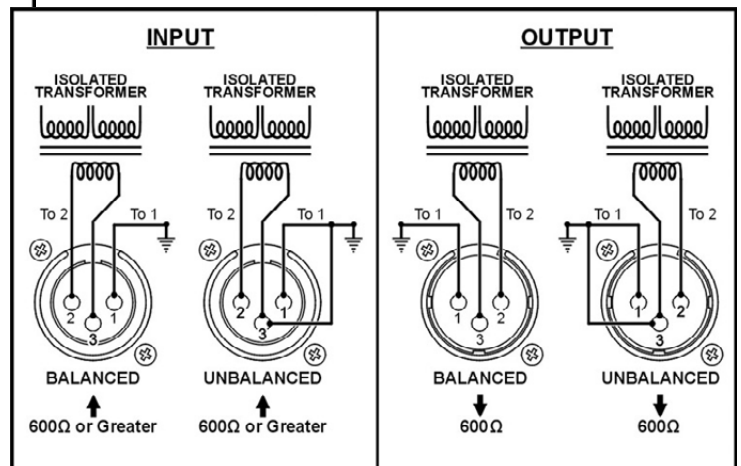 INPUT
OUTPUT
ISOLATED
TRANSFORMER
ISOLATED
TRANSFORMER
ISOLATED
TRANSFORMER
ISOLATED
TRANSFORMER
To 2
To 1
To 2
To 1
To 1
To 2
To 1
To 2
2
1
3
2
1
3
1
2
3
1
2
3
BALANCED
UNBALANCED
BALANCED
UNBALANCED
600Ω or Greater
600Ω or Greater
600Ω
600Ω